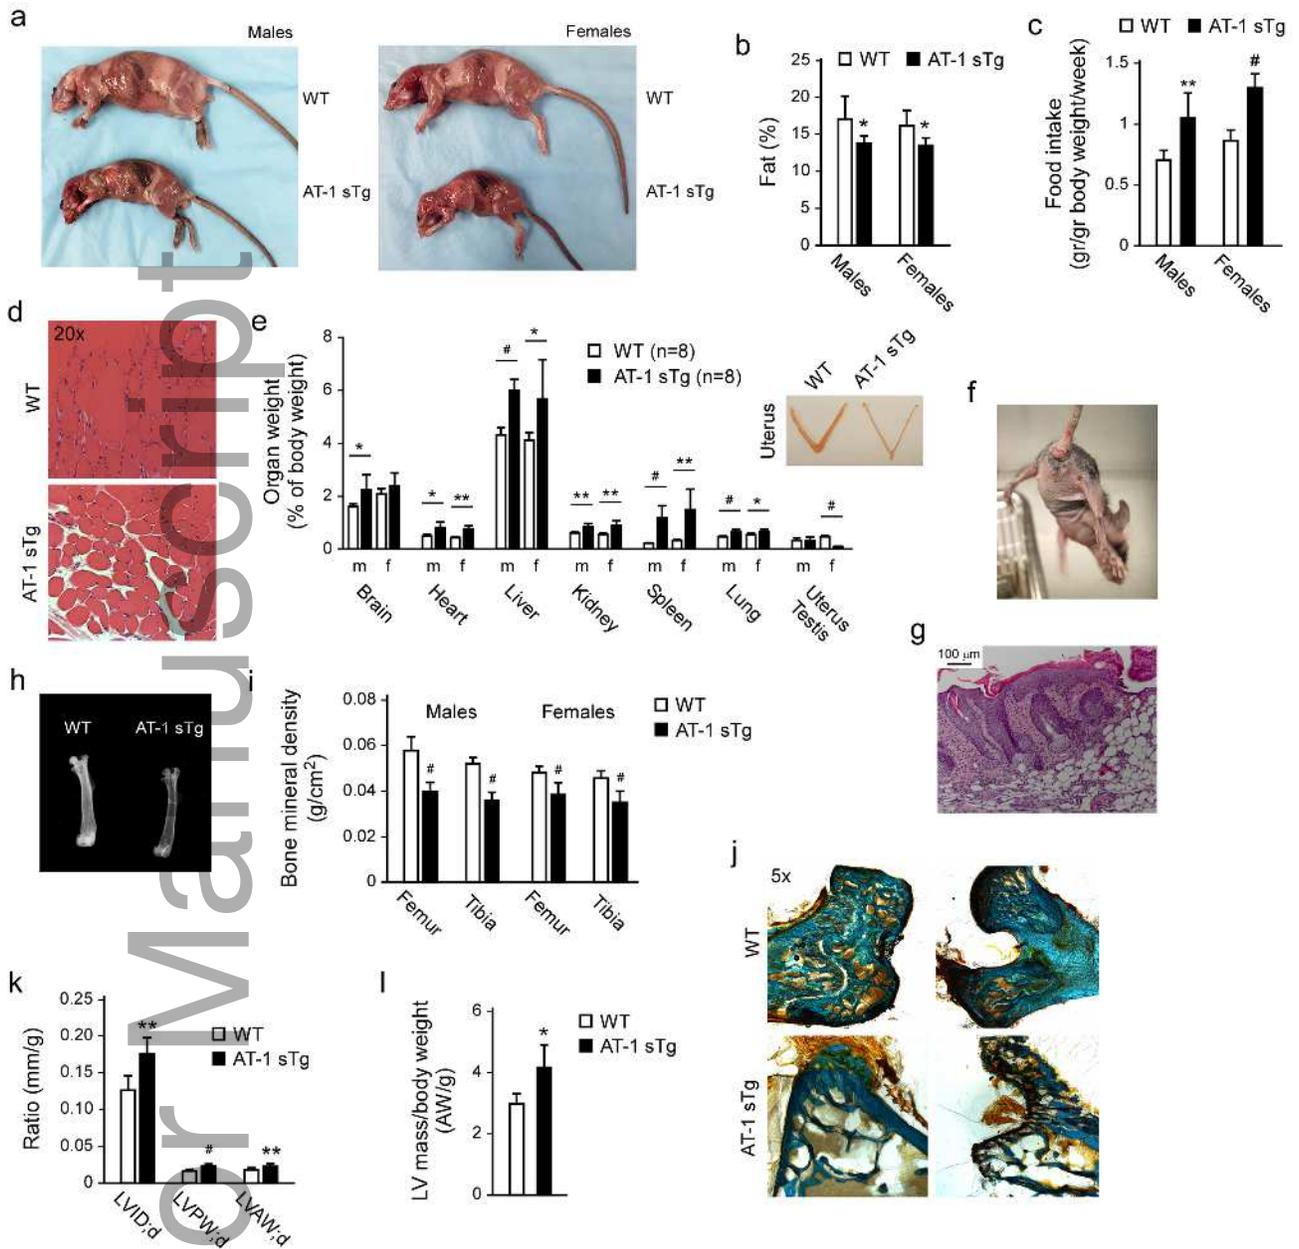 a
Males
Females
WT
AT-1 sTg
WT
AT-1 sTg
b
WT AT-1 sTg
Fat (%)
25
20
15
10
5
0
*
*
Males
Females
c
WT AT-1 sTg
Food intake
(gr/gr body weight/week)
1.5
1
0.5
0
**
#
Males
Females
d
20x
WT
AT-1 sTg
e
Organ weight
(% of body weight)
8
6
4
2
0
WT (n=8)
AT-1 sTg (n=8)
*
*
**
#
*
**
**
#
**
#
*
#
m f m f m f m f m f m f m f
Brain
Heart
Liver
Kidney
Spleen
Lung
Uterus
Testis
WT
AT-1 sTg
Uterus
f
g
100 µm
h
WT AT-1 sTg
i
Bone mineral density
(g/cm²)
0.08
0.06
0.04
0.02
0
Males Females
WT
AT-1 sTg
#
#
#
#
Femur
Tibia
Femur
Tibia
j
5x
WT
AT-1 sTg
k
Ratio (mm/g)
0.25
0.20
0.15
0.10
0.05
0
WT
AT-1 sTg
**
#
**
LVID;d
LVPW;d
LVAW;d
l
LV mass/body weight
(AW/g)
6
4
2
0
WT
AT-1 sTg
*
or Manuscript